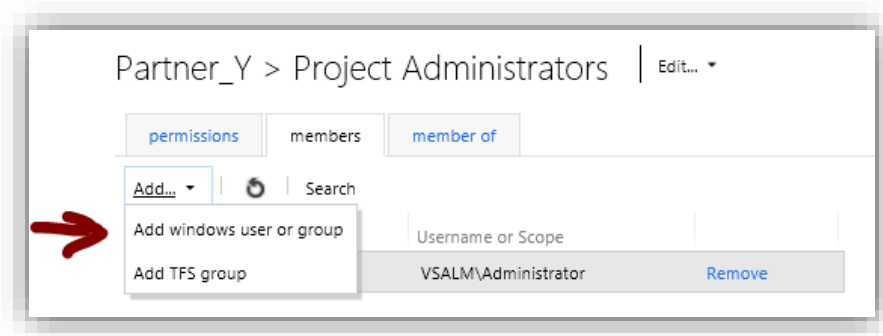 Partner_Y > Project Administrators Edit...
permissions members member of
Add... Search
Add windows user or group
Username or Scope
Add TFS group VSALM\Administrator Remove